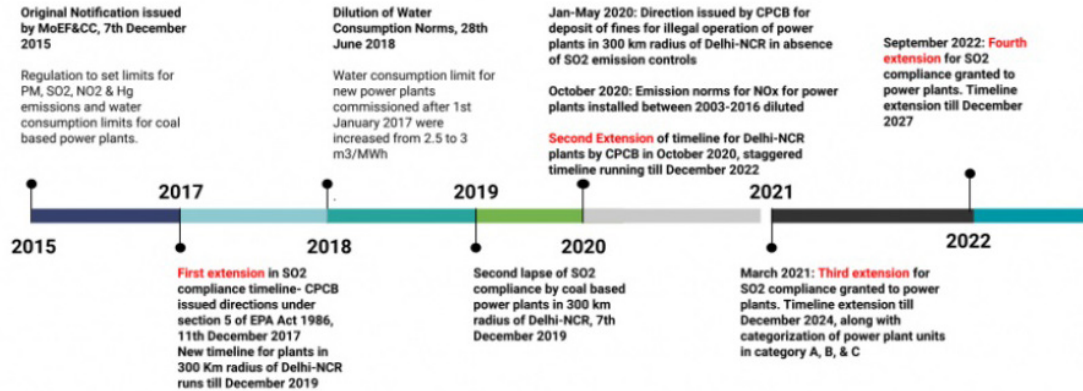 Original Notification issued
by MoEF&CC, 7th December
2015
Regulation to set limits for
PM, SO2, NO2 & Hg
emissions and water
consumption limits for coal
based power plants.
Dilution of Water
Consumption Norms, 28th
June 2018
Water consumption limit for
new power plants
commissioned after 1st
January 2017 were
increased from 2.5 to 3
m3/MWh
Jan-May 2020: Direction issued by CPCB for
deposit of fines for illegal operation of power
plants in 300 km radius of Delhi-NCR in absence
of SO2 emission controls
October 2020: Emission norms for NOx for power
plants installed between 2003-2016 diluted
Second Extension of timeline for Delhi-NCR
plants by CPCB in October 2020, staggered
timeline running till December 2022
September 2022: Fourth
extension for SO2
compliance granted to
power plants. Timeline
extension till December
2027
2017
2019
2021
2015
2018
2020
2022
First extension in SO2
compliance timeline- CPCB
issued directions under
section 5 of EPA Act 1986,
11th December 2017
New timeline for plants in
300 Km radius of Delhi-NCR
runs till December 2019
Second lapse of SO2
compliance by coal based
power plants in 300 km
radius of Delhi-NCR, 7th
December 2019
March 2021: Third extension for
SO2 compliance granted to power
plants. Timeline extension till
December 2024, along with
categorization of power plant units
in category A, B, & C